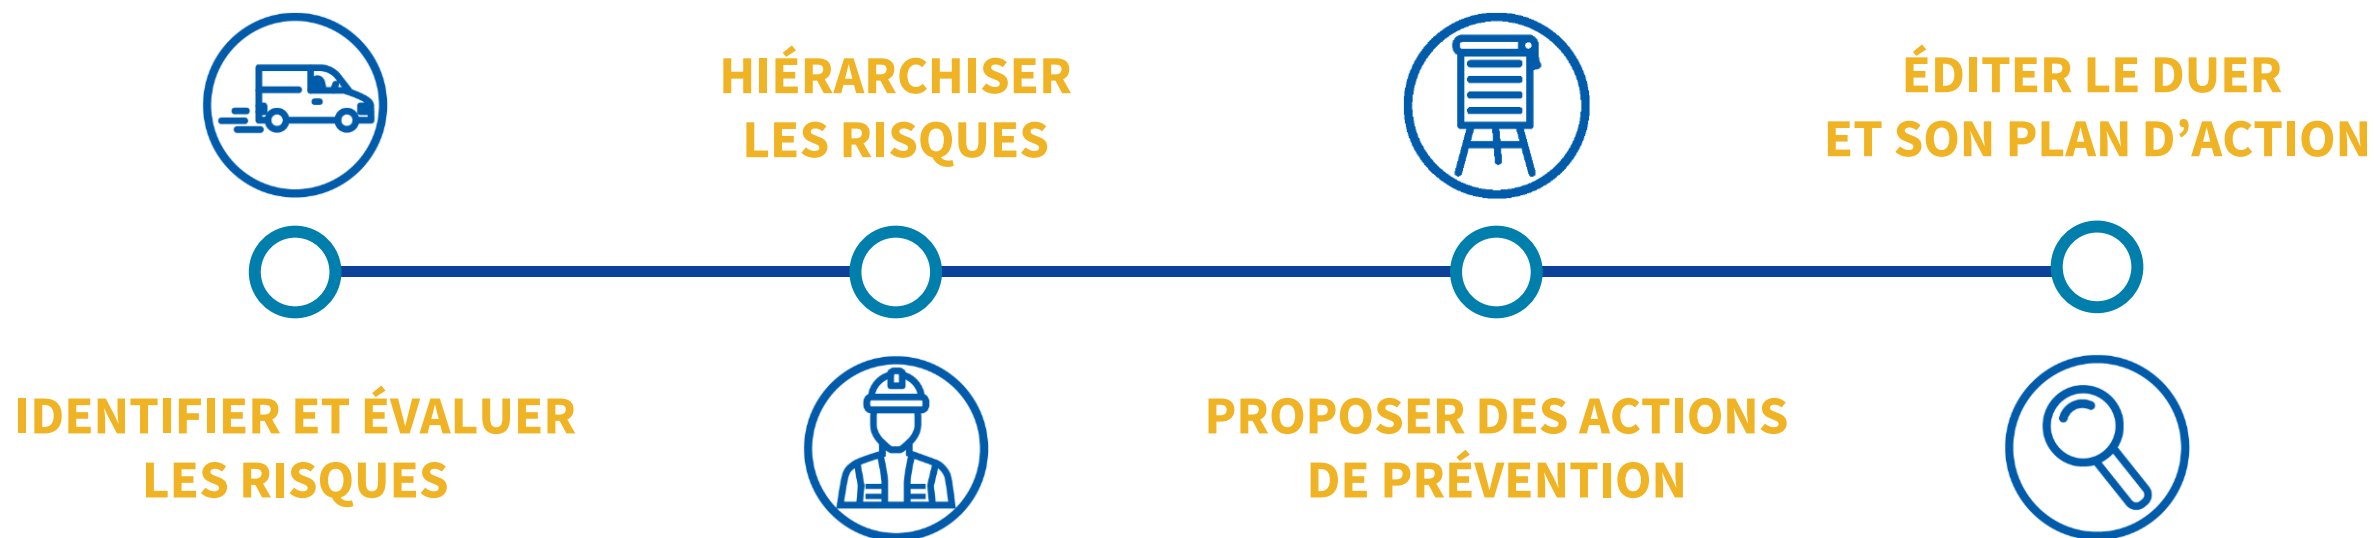 IDENTIFIER ET ÉVALUER
LES RISQUES
HIÉRARCHISER
LES RISQUES
PROPOSER DES ACTIONS
DE PRÉVENTION
ÉDITER LE DUER
ET SON PLAN D’ACTION